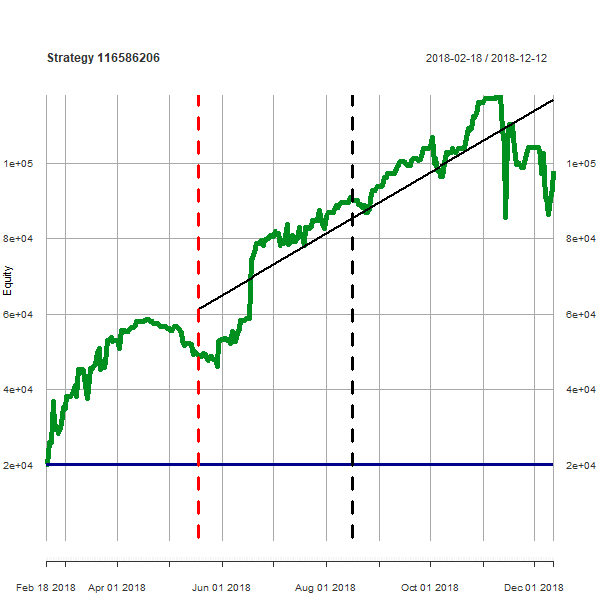 Strategy 116586206
2018-02-18 / 2018-12-12
1e+05
1e+05
8e+04
8e+04
Equity
6e+04
6e+04
4e+04
4e+04
2e+04
2e+04
Feb 18 2018
Apr 01 2018
Jun 01 2018
Aug 01 2018
Oct 01 2018
Dec 01 2018